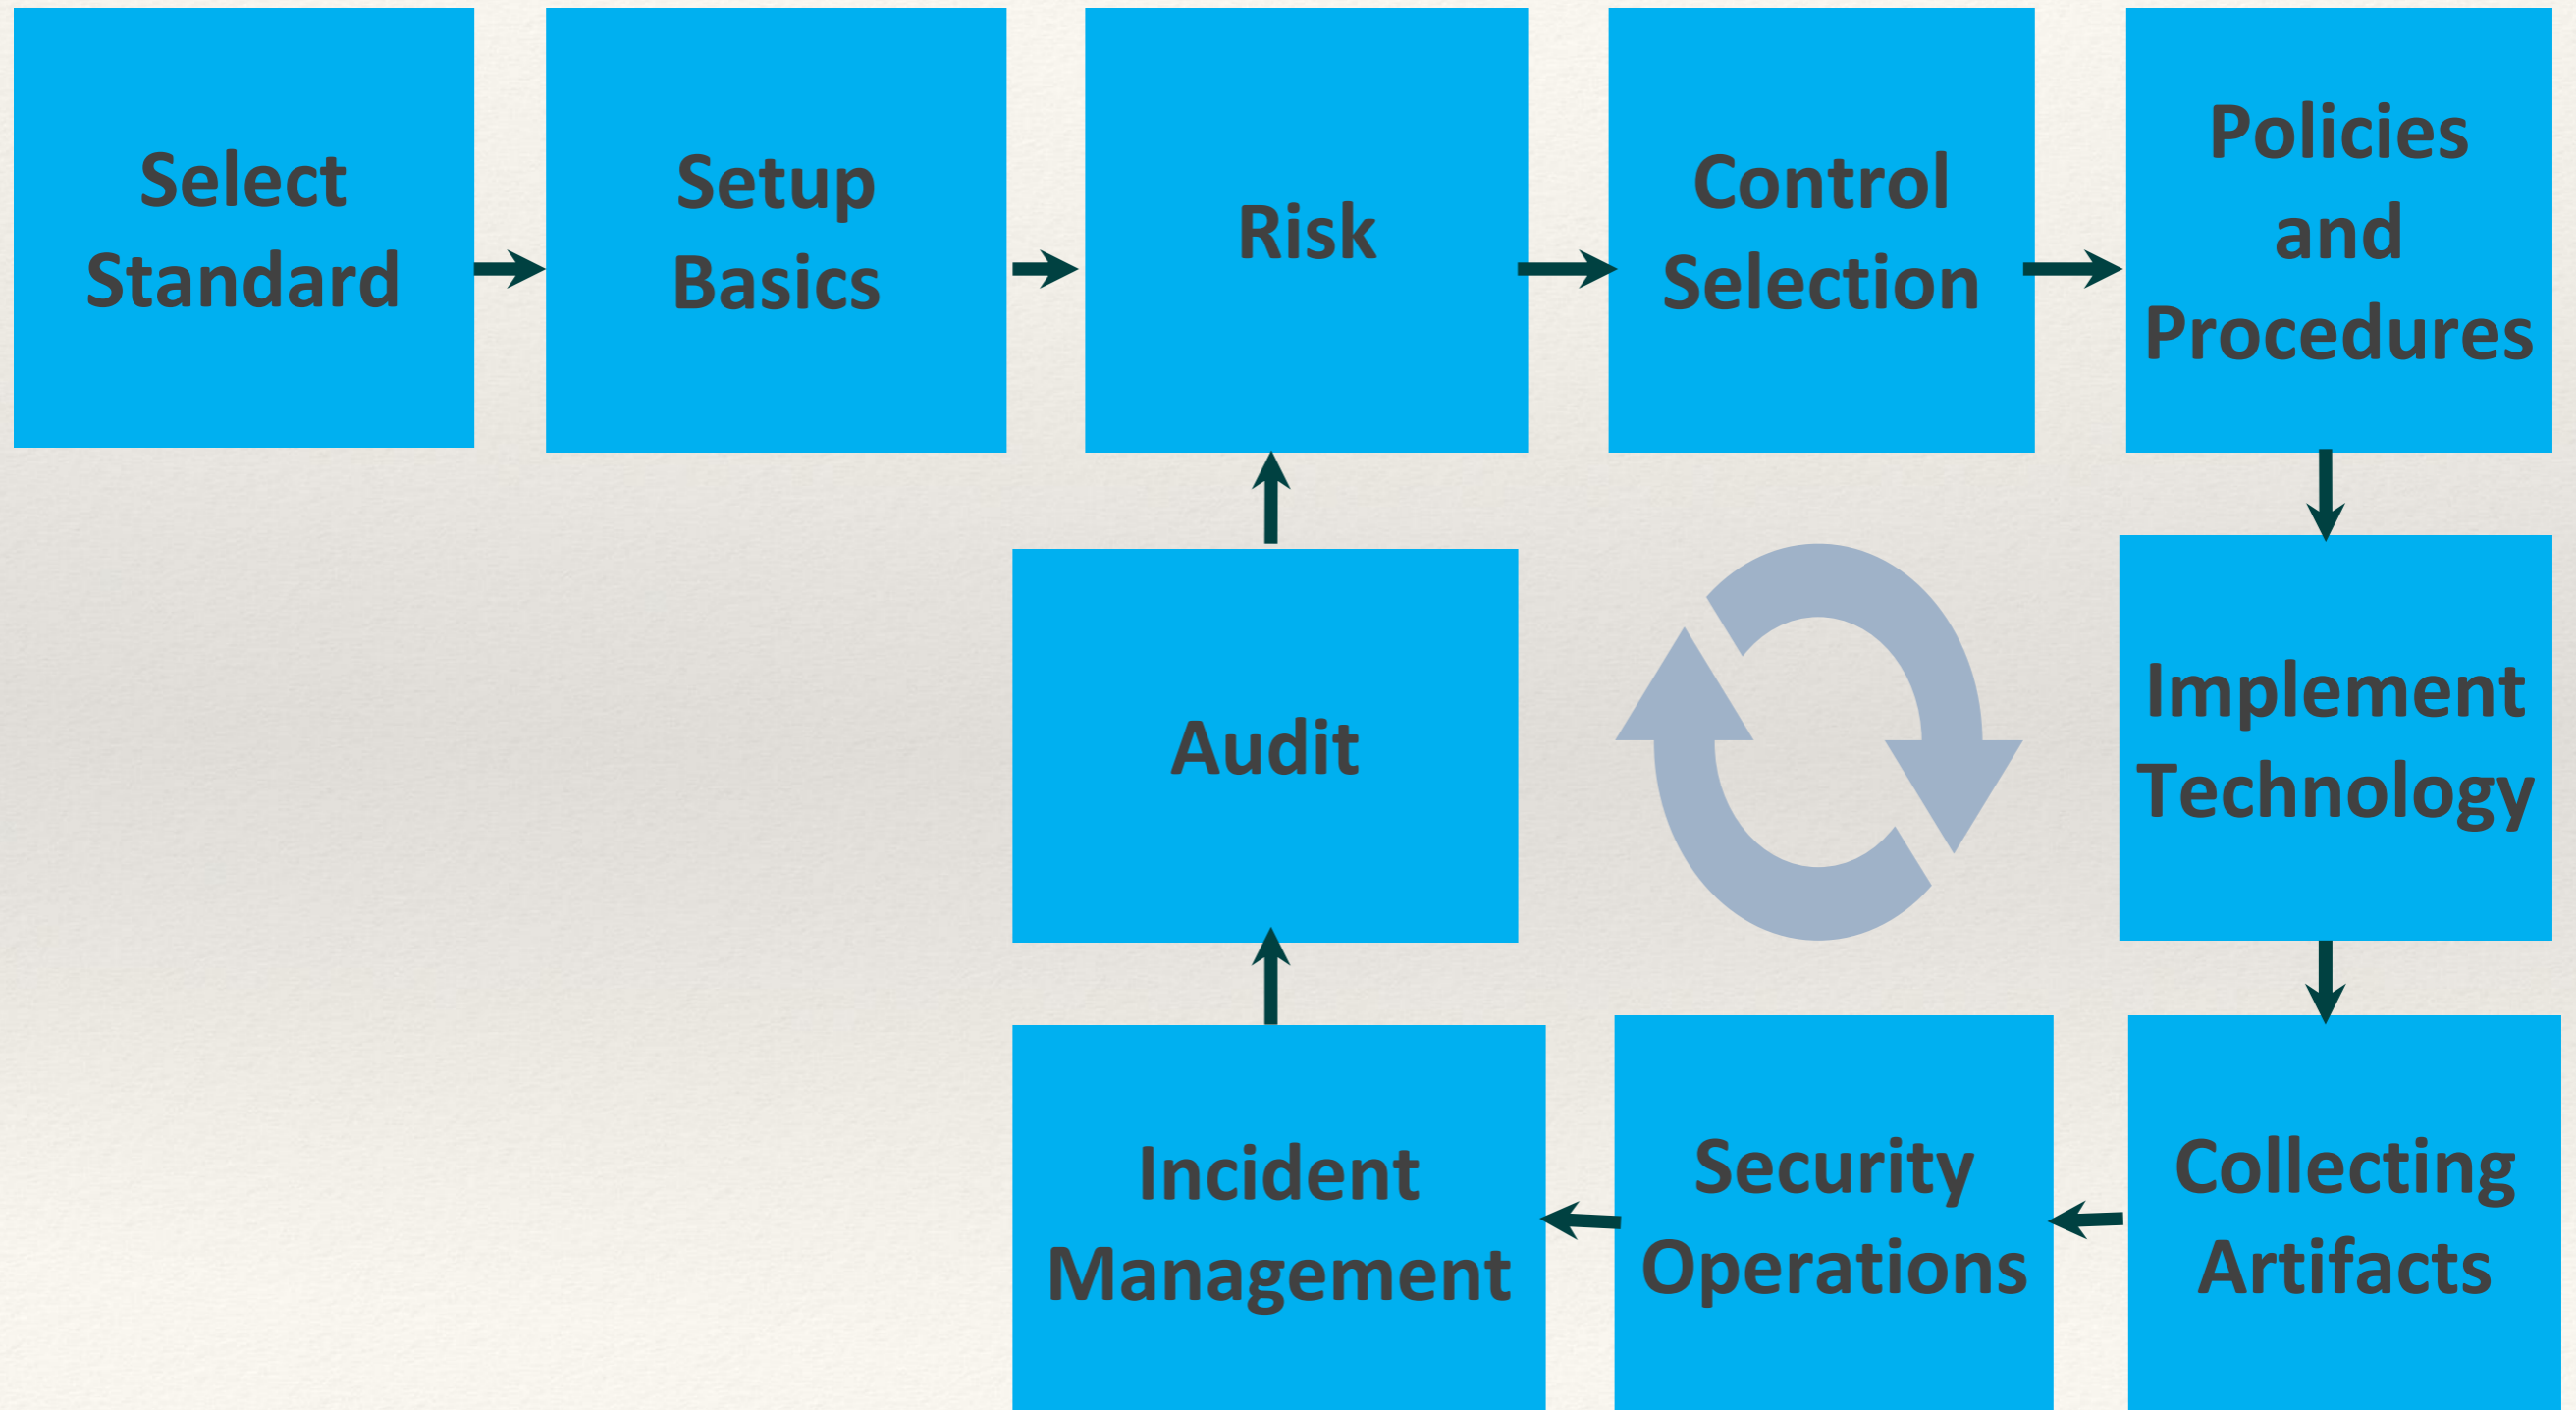 Select
Standard
Setup
Basics
Risk
Control
Selection
Policies
and
Procedures
Implement
Technology
Collecting
Artifacts
Security
Operations
Incident
Management
Audit